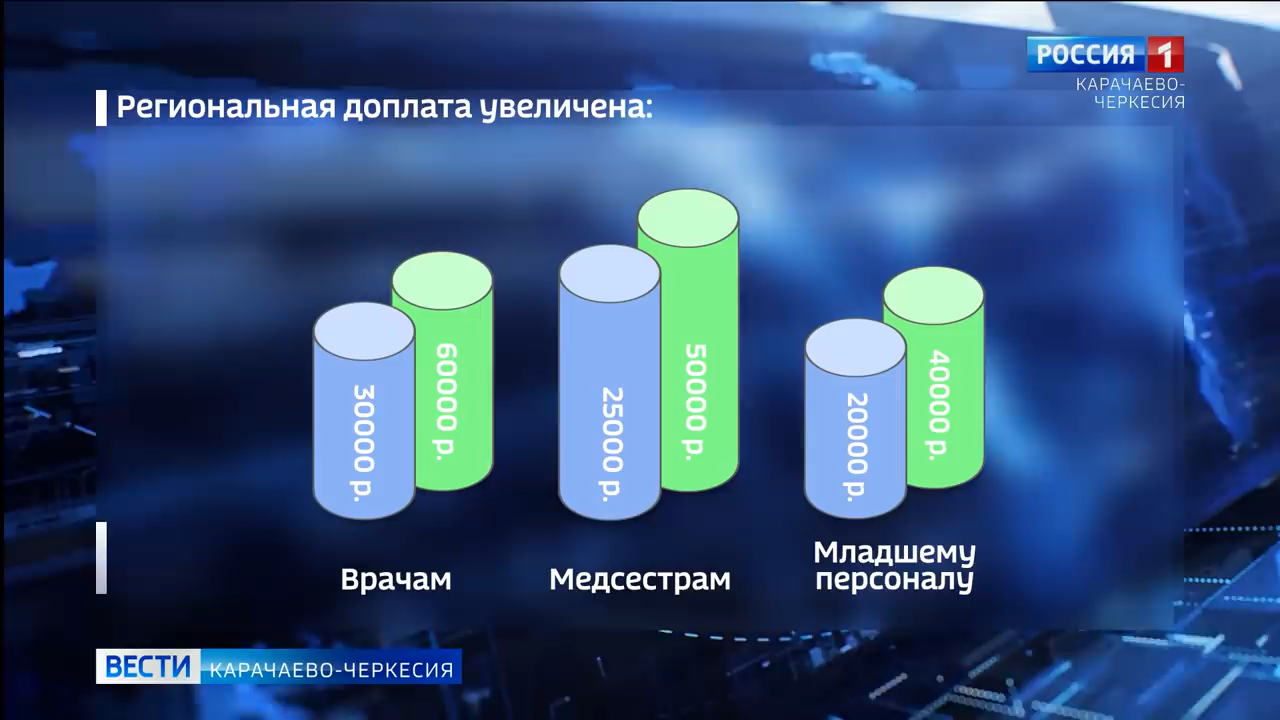 РОССИЯ 1
КАРАЧАЕВО-
ЧЕРКЕСИЯ
Региональная доплата увеличена:
30000 р.
60000 р.
25000 р.
50000 р.
20000 р.
40000 р.
Врачам
Медсестрам
Младшему
персоналу
ВЕСТИ КАРАЧАЕВО-ЧЕРКЕСИЯ